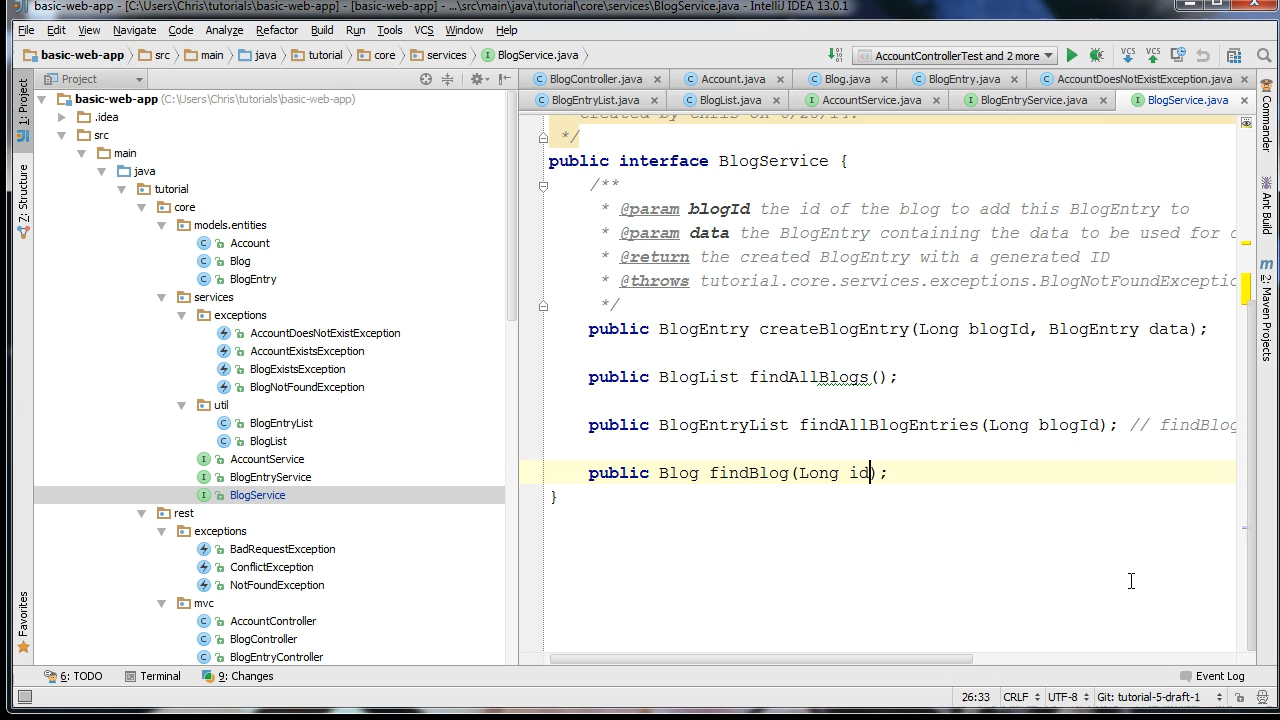 basic-web-app - [C:\Users\Chris\tutorials\basic-web-app] - [basic-web-app] - ...\src\main\java\tutorial\core\services\BlogService.java] - IntelliJ IDEA 13.0.1
File Edit View Navigate Code Analyze Refactor Build Run Tools VCS Window Help
basic-web-app src main java tutorial core services BlogService.java AccountControllerTest and 2 more VCS VCS
Project
BlogController.java Account.java Blog.java BlogEntry.java AccountDoesNotExistException.java
BlogEntryList.java BlogList.java AccountService.java BlogEntryService.java BlogService.java
1: Project
7: Structure
Favorites
basic-web-app (C:\Users\Chris\tutorials\basic-web-app)
.idea
src
main
java
tutorial
core
models.entities
Account
Blog
BlogEntry
services
exceptions
AccountDoesNotExistException
AccountExistsException
BlogExistsException
BlogNotFoundException
util
BlogEntryList
BlogList
AccountService
BlogEntryService
BlogService
rest
exceptions
BadRequestException
ConflictException
NotFoundException
mvc
AccountController
BlogController
BlogEntryController
*/
public interface BlogService {
/**
* @param blogId the id of the blog to add this BlogEntry to
* @param data the BlogEntry containing the data to be used for
* @return the created BlogEntry with a generated ID
* @throws tutorial.core.services.exceptions.BlogNotFoundExceptio
*/
public BlogEntry createBlogEntry(Long blogId, BlogEntry data);
public BlogList findAllBlogs();
public BlogEntryList findAllBlogEntries(Long blogId); // findBlog
public Blog findBlog(Long id);
}
Commander
Ant Build
Maven Projects
6: TODO Terminal 9: Changes Event Log
26:33 CRLF UTF-8 Git: tutorial-5-draft-1